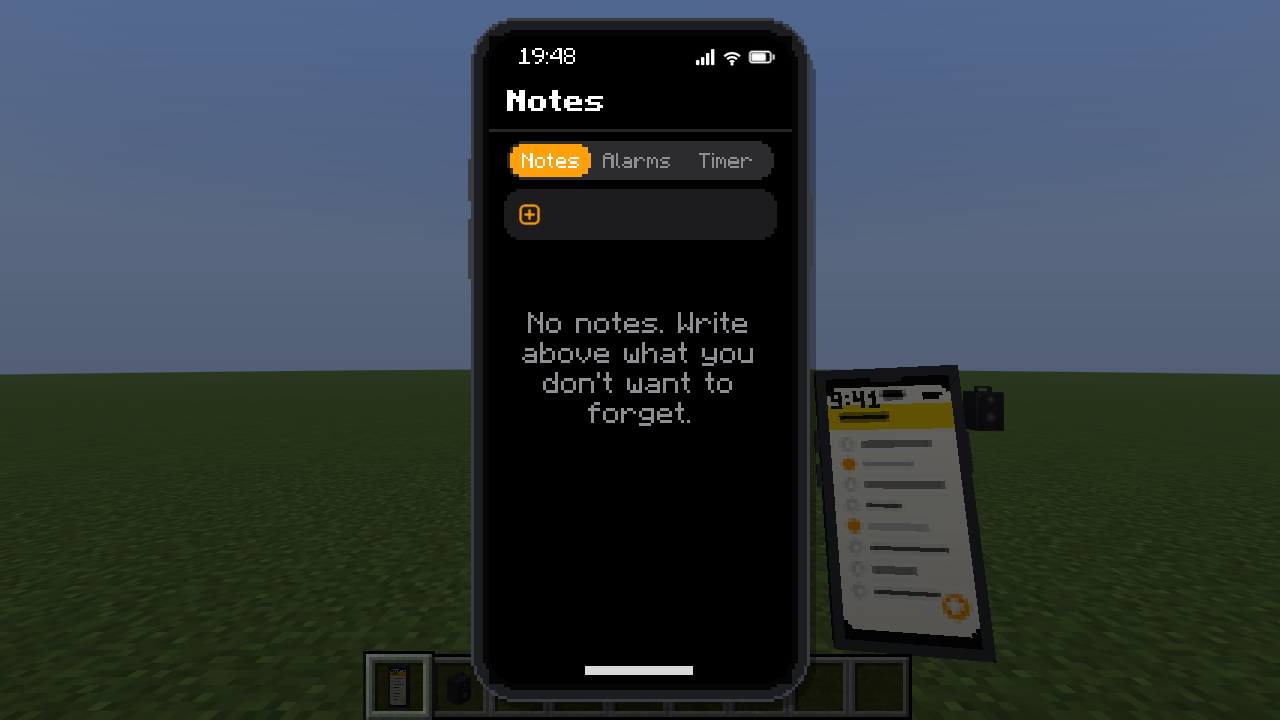 19:48
Notes
Notes Alarms Timer
No notes. Write
above what you
don't want to
forget.
9:41